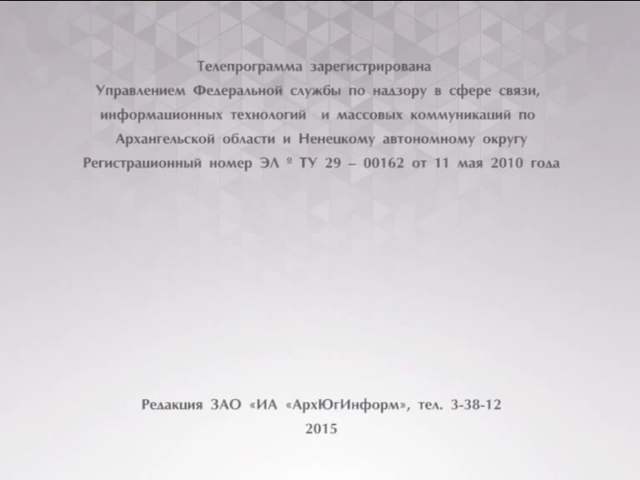 Телепрограмма зарегистрирована
Управлением Федеральной службы по надзору в сфере связи,
информационных технологий и массовых коммуникаций по
Архангельской области и Ненецкому автономному округу
Регистрационный номер ЭЛ º ТУ 29 – 00162 от 11 мая 2010 года
Редакция ЗАО «ИА «АрхЮгИнформ», тел. 3-38-12
2015